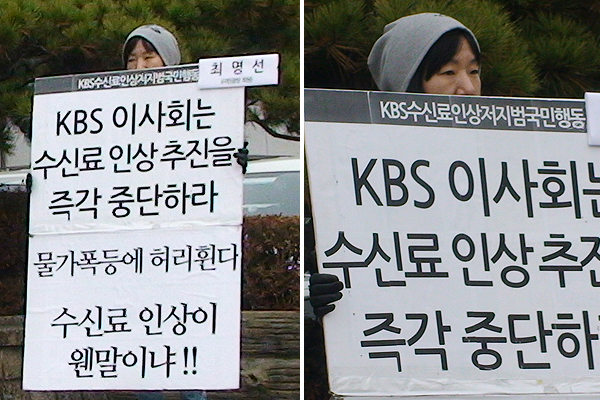 KBS수신료인상저지범국민행동
최명선
KBS 이사회는
수신료 인상 추진을
즉각 중단하라
물가폭등에 허리휜다
수신료 인상이
웬말이냐!!
KBS수신료인상저지범국민행동
KBS 이사회는
수신료 인상 추진
즉각 중단하